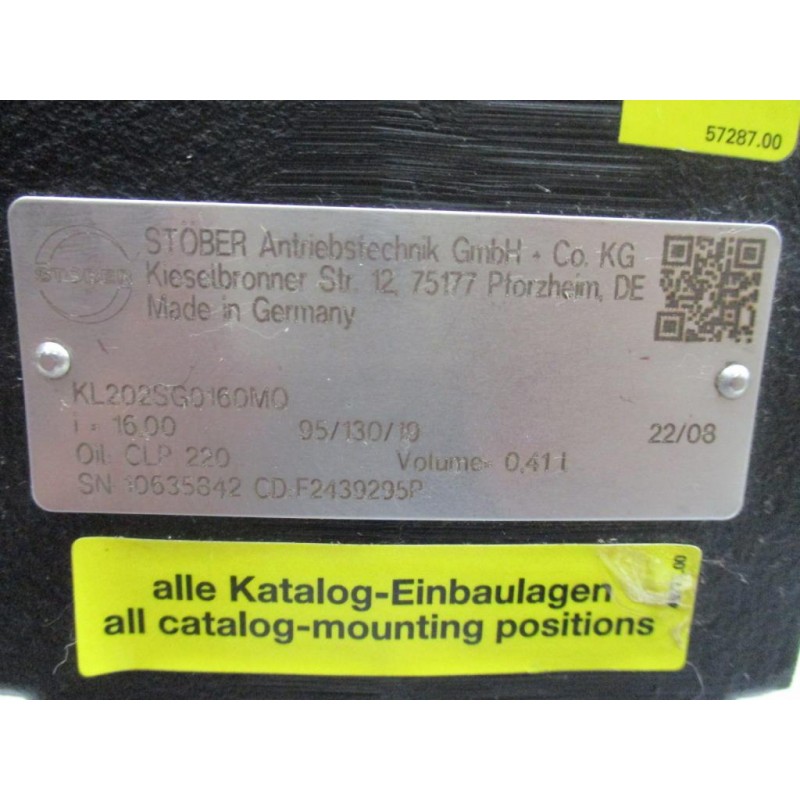 57287.00
STÖBER Antriebstechnik GmbH + Co. KG
STÖBER
Kieselbronner Str. 12, 75177 Pforzheim, DE
Made in Germany
KL202SG0160MQ
i = 16,00 95/130/19 22/08
Oil: CLP 220 Volume= 0,41 l
SN 10635842 CD:F2439295P
alle Katalog-Einbaulagen
all catalog-mounting positions